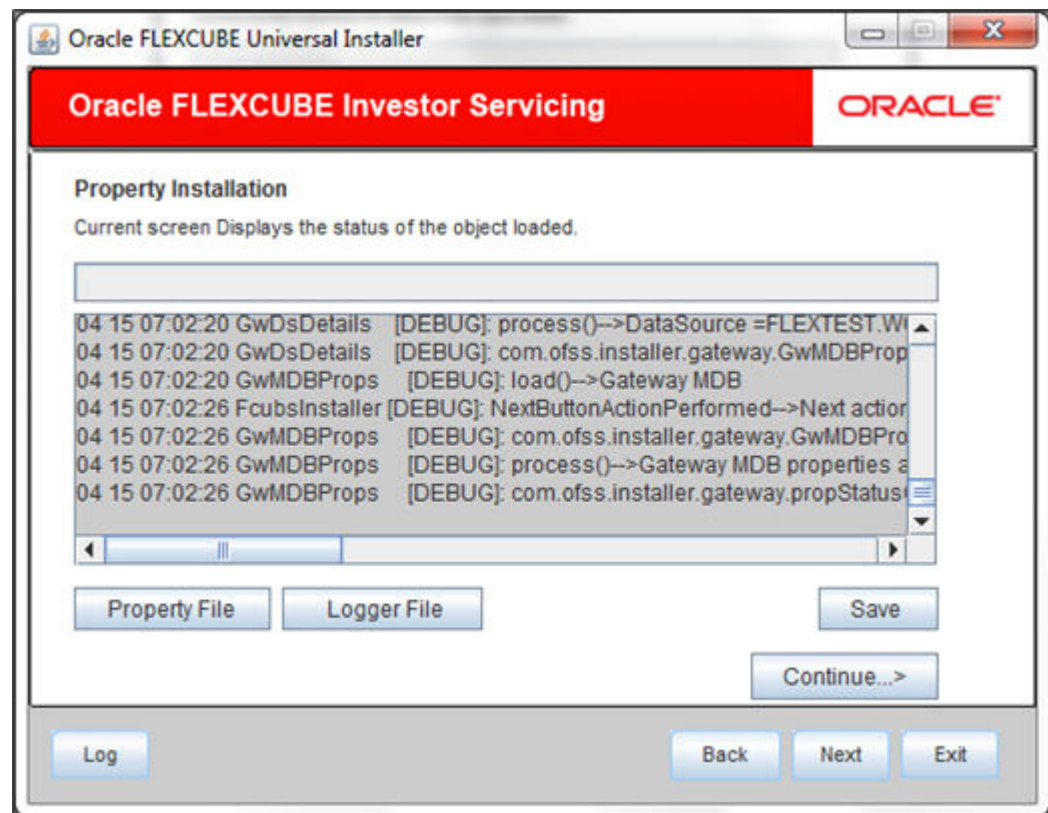 Oracle FLEXCUBE Universal Installer
Oracle FLEXCUBE Investor Servicing
ORACLE
Property Installation
Current screen Displays the status of the object loaded.
04 15 07:02:20 GwDsDetails [DEBUG]: process()-->DataSource =FLEXTEST.W
04 15 07:02:20 GwDsDetails [DEBUG]: com.ofss.installer.gateway.GwMDBProp
04 15 07:02:20 GwMDBProps [DEBUG]: load()-->Gateway MDB
04 15 07:02:26 FcubsInstaller [DEBUG]: NextButtonActionPerformed-->Next action
04 15 07:02:26 GwMDBProps [DEBUG]: com.ofss.installer.gateway.GwMDBPro
04 15 07:02:26 GwMDBProps [DEBUG]: process()-->Gateway MDB properties a
04 15 07:02:26 GwMDBProps [DEBUG]: com.ofss.installer.gateway.propStatus
Property File Logger File Save
Continue...>
Log Back Next Exit